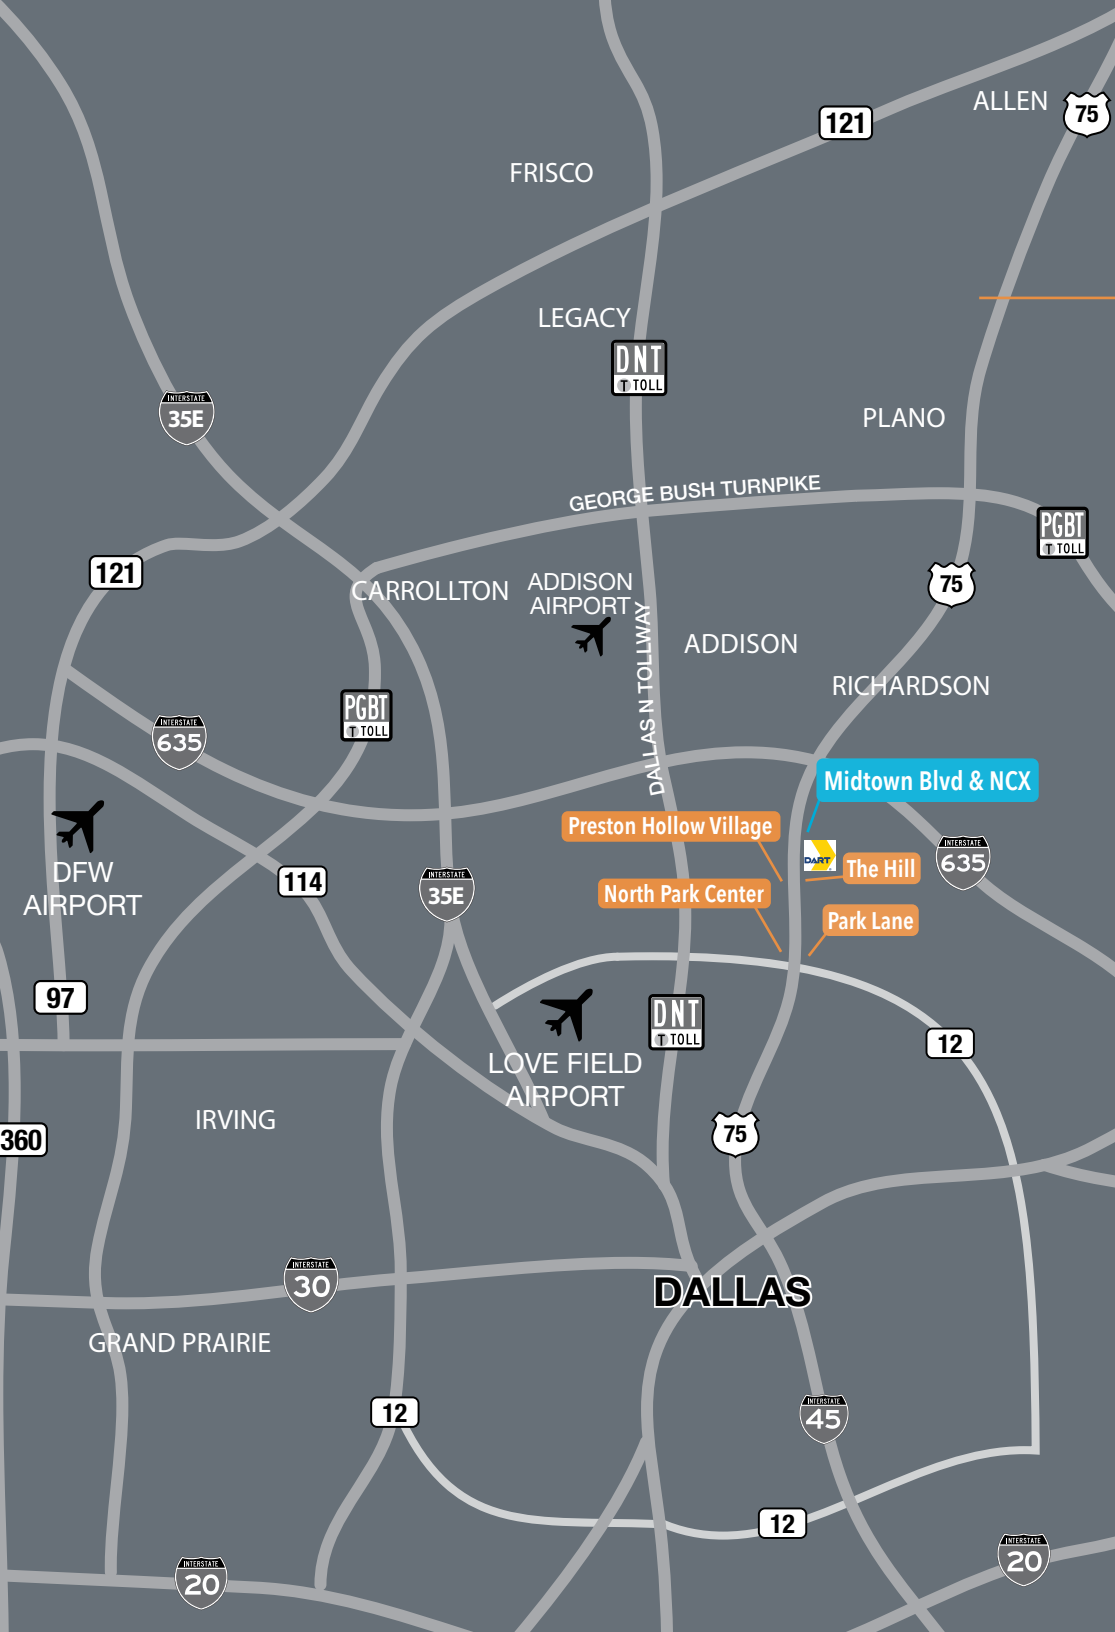 ALLEN
75
121
FRISCO
LEGACY
DNT
T TOLL
INTERSTATE
35E
PLANO
GEORGE BUSH TURNPIKE
PGBT
T TOLL
121
CARROLLTON
ADDISON
AIRPORT
75
DALLAS N TOLLWAY
ADDISON
RICHARDSON
PGBT
T TOLL
INTERSTATE
635
Midtown Blvd & NCX
Preston Hollow Village
DART
The Hill
INTERSTATE
635
DFW
AIRPORT
114
INTERSTATE
35E
North Park Center
Park Lane
97
DNT
T TOLL
12
LOVE FIELD
AIRPORT
IRVING
75
360
INTERSTATE
30
DALLAS
GRAND PRAIRIE
12
INTERSTATE
45
12
INTERSTATE
20
INTERSTATE
20